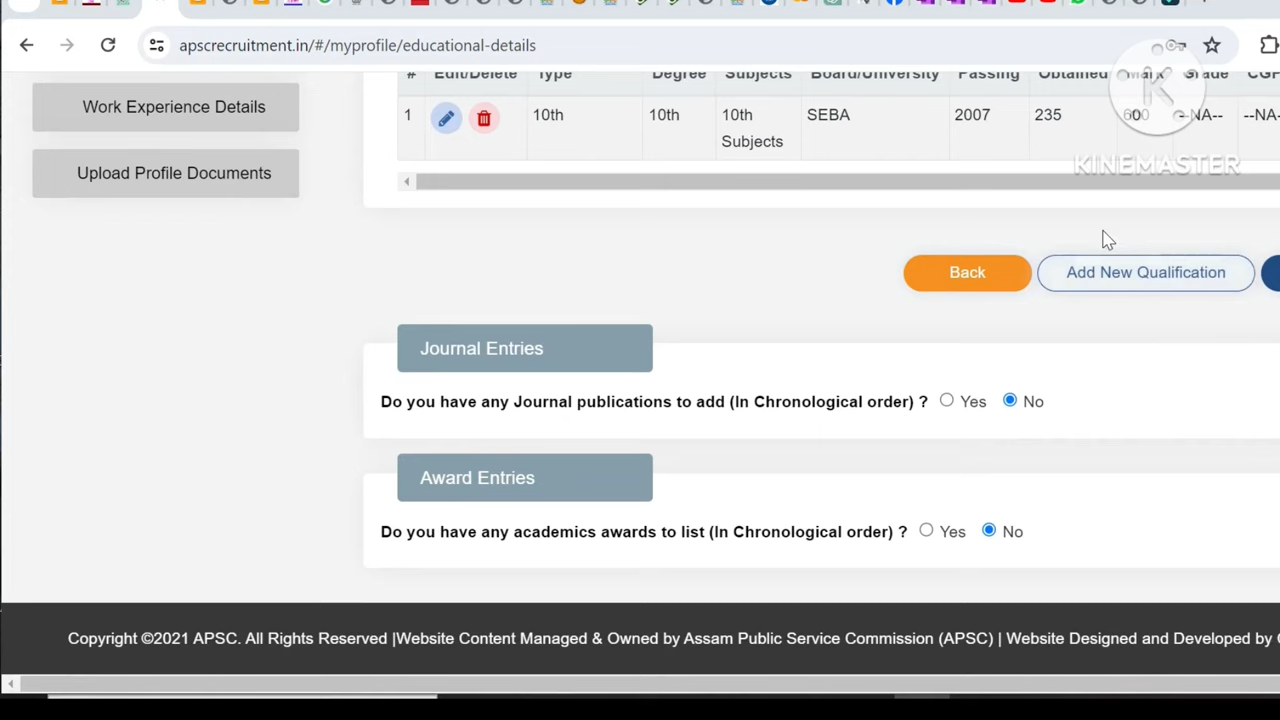 apscrecruitment.in/#/myprofile/educational-details
# Edit/Delete Type Degree Subjects Board/University Passing Obtained Mark Grade CGP
Work Experience Details
1 10th 10th 10th Subjects SEBA 2007 235 600 --NA-- --NA-
Upload Profile Documents
KINEMASTER
Back Add New Qualification
Journal Entries
Do you have any Journal publications to add (In Chronological order) ? Yes No
Award Entries
Do you have any academics awards to list (In Chronological order) ? Yes No
Copyright ©2021 APSC. All Rights Reserved |Website Content Managed & Owned by Assam Public Service Commission (APSC) | Website Designed and Developed by